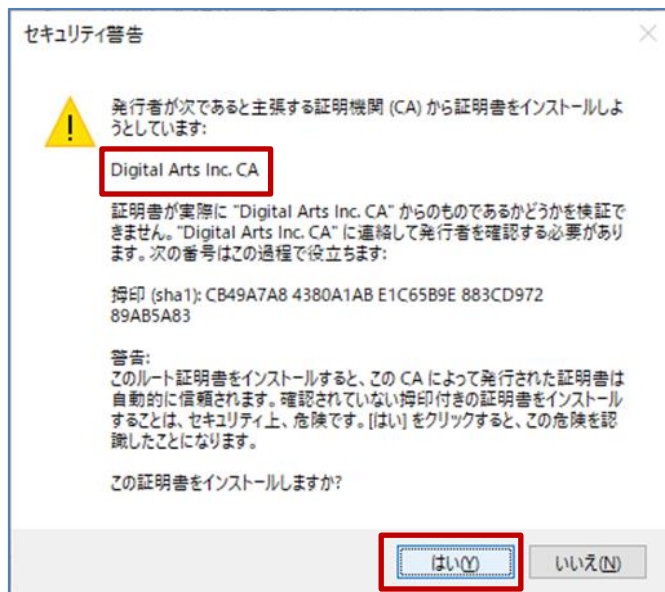 セキュリティ警告
発行者が次であると主張する証明機関 (CA) から証明書をインストールしよ
うとしています:
Digital Arts Inc. CA
証明書が実際に "Digital Arts Inc. CA" からのものであるかどうかを検証で
きません。"Digital Arts Inc. CA" に連絡して発行者を確認する必要があり
ます。次の番号はこの過程で役立ちます:
拇印 (sha1): CB49A7A8 4380A1AB E1C65B9E 883CD972
89AB5A83
警告:
このルート証明書をインストールすると、この CA によって発行された証明書は
自動的に信頼されます。確認されていない拇印付きの証明書をインストール
することは、セキュリティ上、危険です。[はい] をクリックすると、この危険を認
識したことになります。
この証明書をインストールしますか?
はい(Y)
いいえ(N)